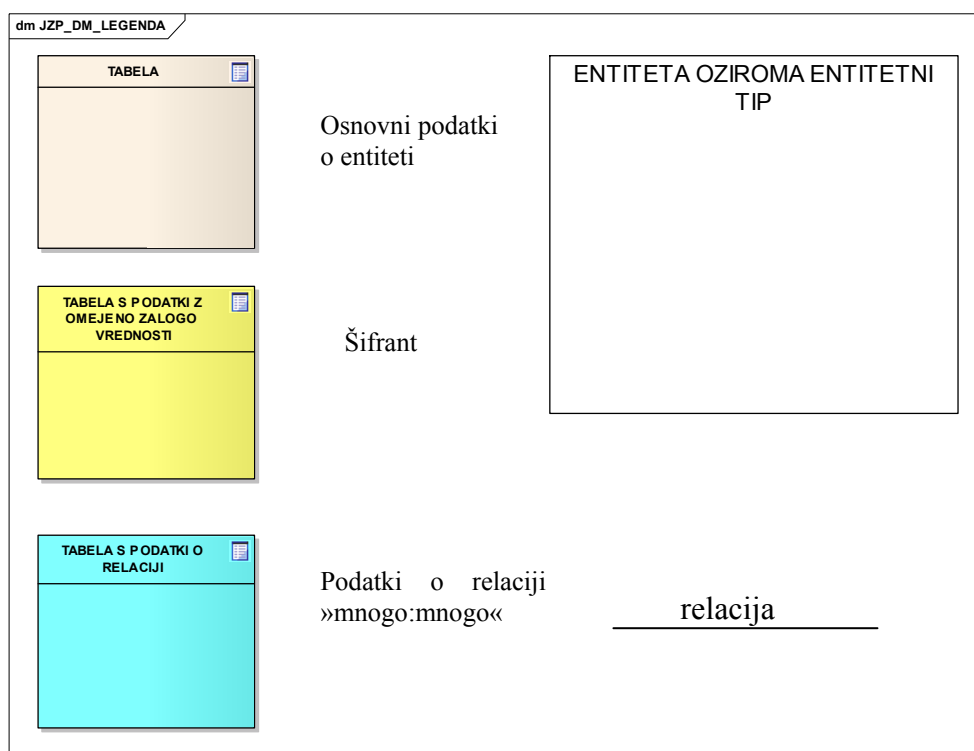 dm JZP_DM_LEGENDA
TABELA
Osnovni podatki
o entiteti
ENTITETA OZIROMA ENTITETNI
TIP
TABELA S PODATKI Z
OMEJENO ZALOGO
VREDNOSTI
Šifrant
TABELA S PODATKI O
RELACIJI
Podatki o relaciji
»mnogo:mnogo«
relacija